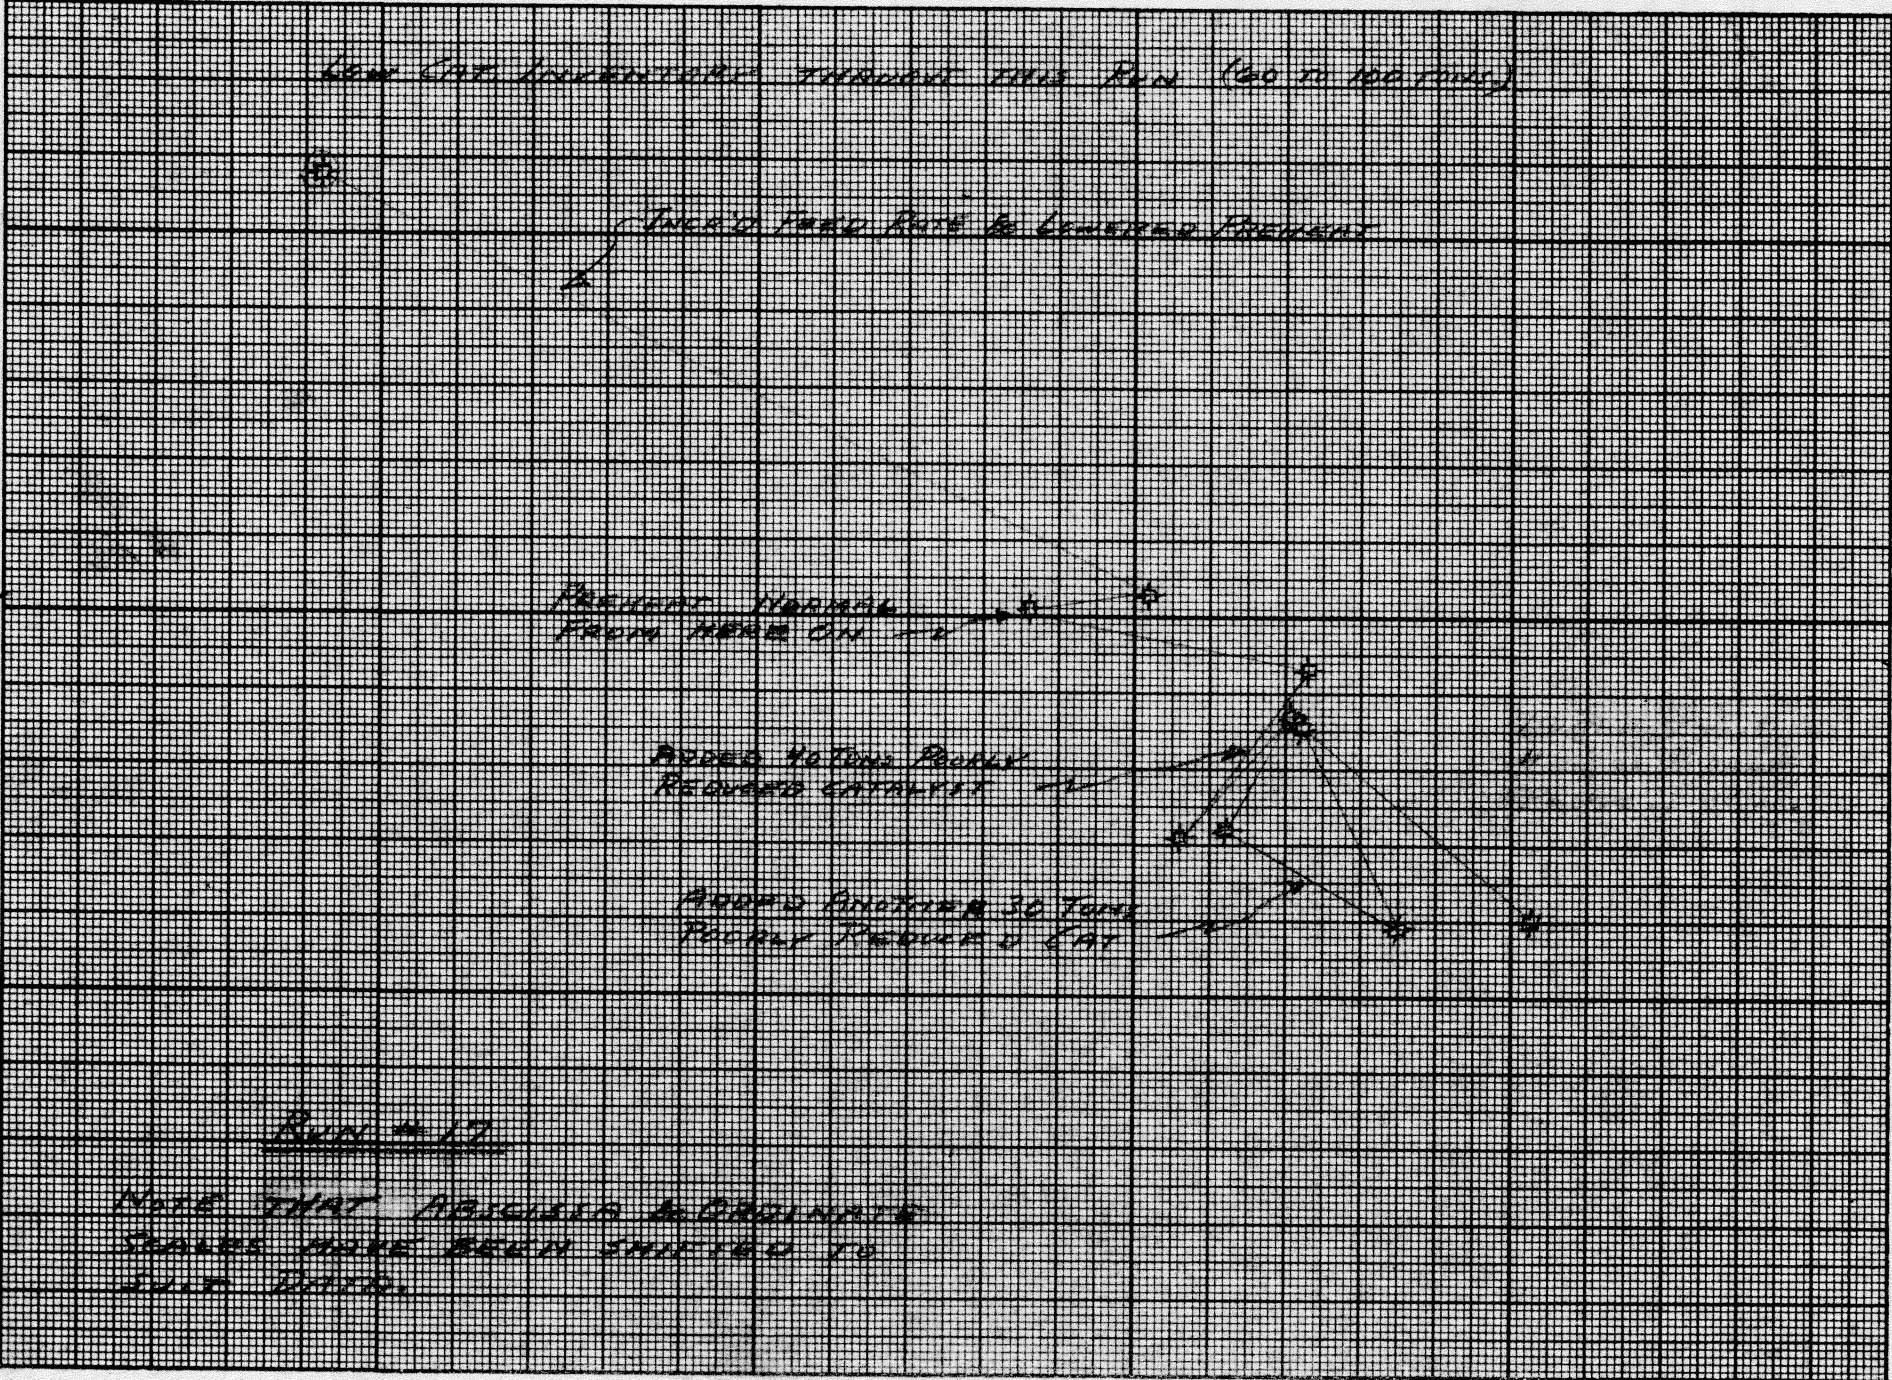 LOW CAT. INVENTORY THRUOUT THIS RUN (60 TO 100 TONS)
INCR'D FEED RATE & LOWERED PREHEAT
PREHEAT NORMAL
FROM HERE ON
ADDED 40 TONS POORLY
REDUCED CATALYST
ADDED ANOTHER 30 TONS
POORLY REDUCED CAT
RUN # 17
NOTE THAT ABSCISSA & ORDINATE
SCALES HAVE BEEN SHIFTED TO
SUIT DATA.